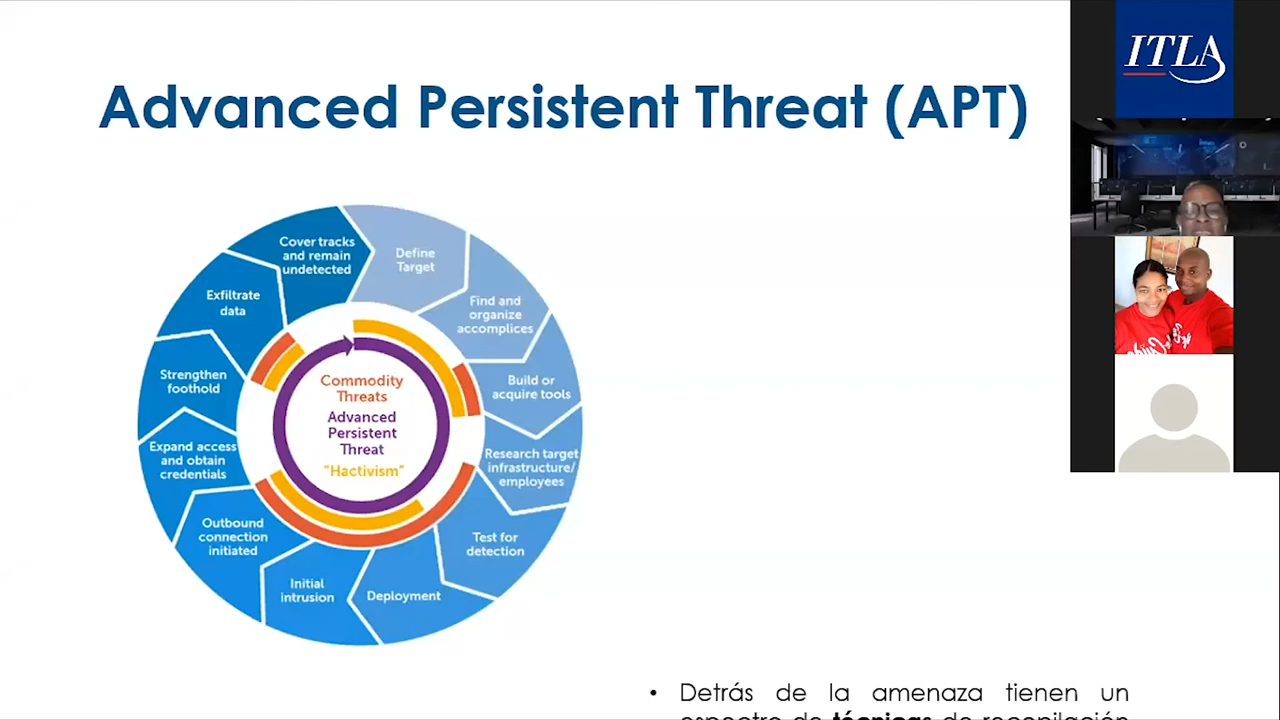 Advanced Persistent Threat (APT)
ITLA
Cover tracks
and remain
undetected
Define
Target
Find and
organize
accomplices
Build or
acquire tools
Research target
infrastructure/
employees
Test for
detection
Deployment
Initial
intrusion
Outbound
connection
initiated
Expand access
and obtain
credentials
Strengthen
foothold
Exfiltrate
data
Commodity
Threats
Advanced
Persistent
Threat
"Hactivism"
• Detrás de la amenaza tienen un
espectro de técnicas de recopilación